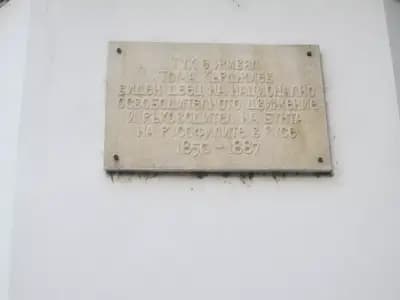 ТУК Е ЖИВЯЛ
ТОМА КЪРДЖИЕВ
ВИДЕН ДЕЕЦ НА НАЦИОНАЛНО
ОСВОБОДИТЕЛНОТО ДВИЖЕНИЕ
И РЪКОВОДИТЕЛ НА БУНТА
НА РУСОФИЛИТЕ В РУСЕ
1850 - 1887